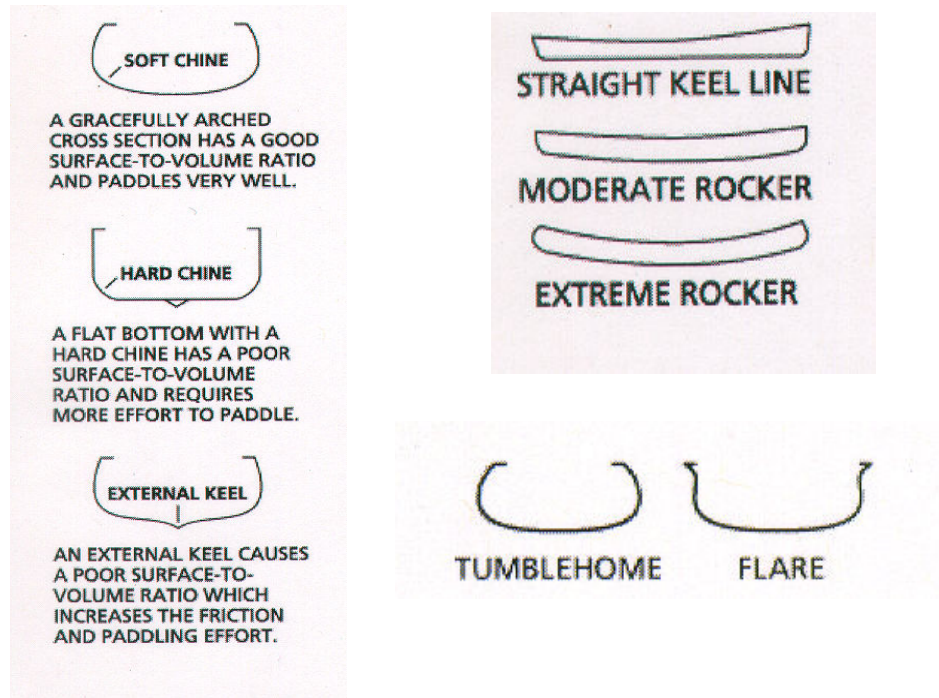 SOFT CHINE
A GRACEFULLY ARCHED
CROSS SECTION HAS A GOOD
SURFACE-TO-VOLUME RATIO
AND PADDLES VERY WELL.
HARD CHINE
A FLAT BOTTOM WITH A
HARD CHINE HAS A POOR
SURFACE-TO-VOLUME
RATIO AND REQUIRES
MORE EFFORT TO PADDLE.
EXTERNAL KEEL
AN EXTERNAL KEEL CAUSES
A POOR SURFACE-TO-
VOLUME RATIO WHICH
INCREASES THE FRICTION
AND PADDLING EFFORT.
STRAIGHT KEEL LINE
MODERATE ROCKER
EXTREME ROCKER
TUMBLEHOME
FLARE